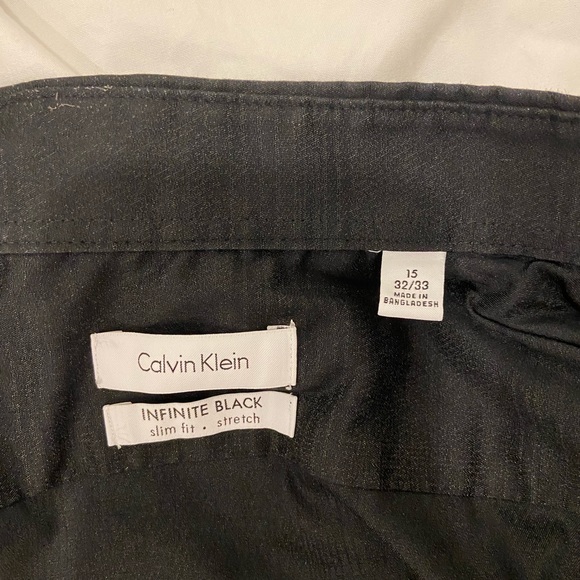 15
32/33
MADE IN
BANGLADESH
Calvin Klein
INFINITE BLACK
slim fit • stretch